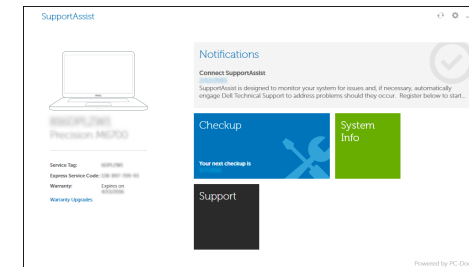 SupportAssist
Notifications
Connect SupportAssist
SupportAssist is designed to monitor your system for issues and, if necessary, automatically
engage Dell Technical Support to address problems should they occur. Register below to start...
Precision M6700
Checkup
System
Info
Your next checkup is
Service Tag:
Express Service Code:
Warranty:
Expires on
Warranty Upgrades
Support
Powered by PC-Doc